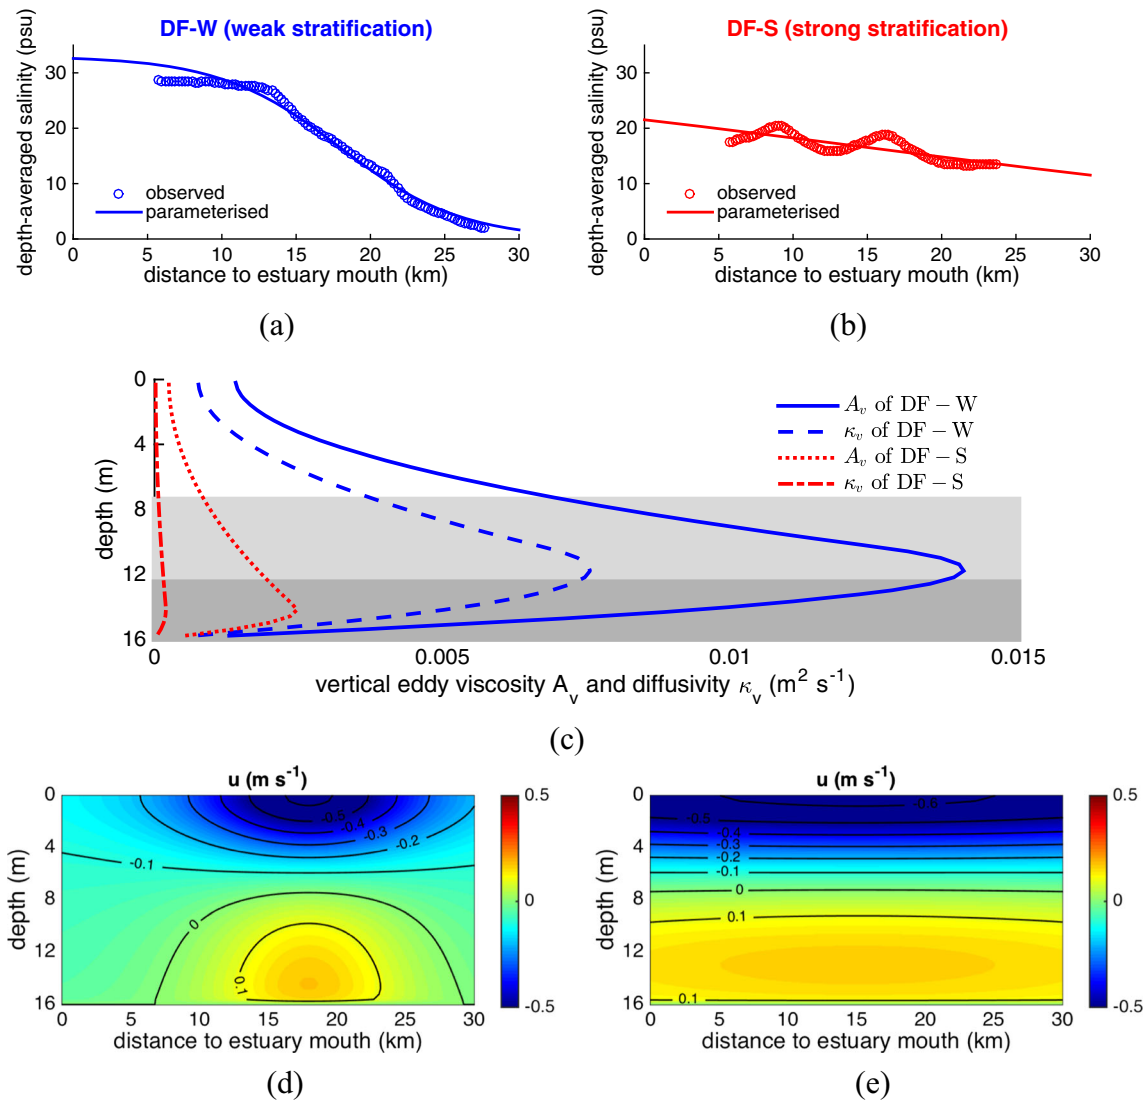 DF-W (weak stratification)
depth-averaged salinity (psu)
30
20
10
0
observed
parameterised
0 5 10 15 20 25 30
distance to estuary mouth (km)
(a)
DF-S (strong stratification)
depth-averaged salinity (psu)
30
20
10
0
observed
parameterised
0 5 10 15 20 25 30
distance to estuary mouth (km)
(b)
depth (m)
0
4
8
12
16
A_v of DF − W
κ_v of DF − W
A_v of DF − S
κ_v of DF − S
0 0.005 0.01 0.015
vertical eddy viscosity A_v and diffusivity κ_v (m² s⁻¹)
(c)
u (m s⁻¹)
depth (m)
0
4
8
12
16
-0.5
-0.4
-0.3
-0.2
-0.1
0
0.1
0.5
0
-0.5
0 5 10 15 20 25 30
distance to estuary mouth (km)
(d)
u (m s⁻¹)
depth (m)
0
4
8
12
16
-0.6
-0.5
-0.4
-0.3
-0.2
-0.1
0
0.1
0.1
0.5
0
-0.5
0 5 10 15 20 25 30
distance to estuary mouth (km)
(e)